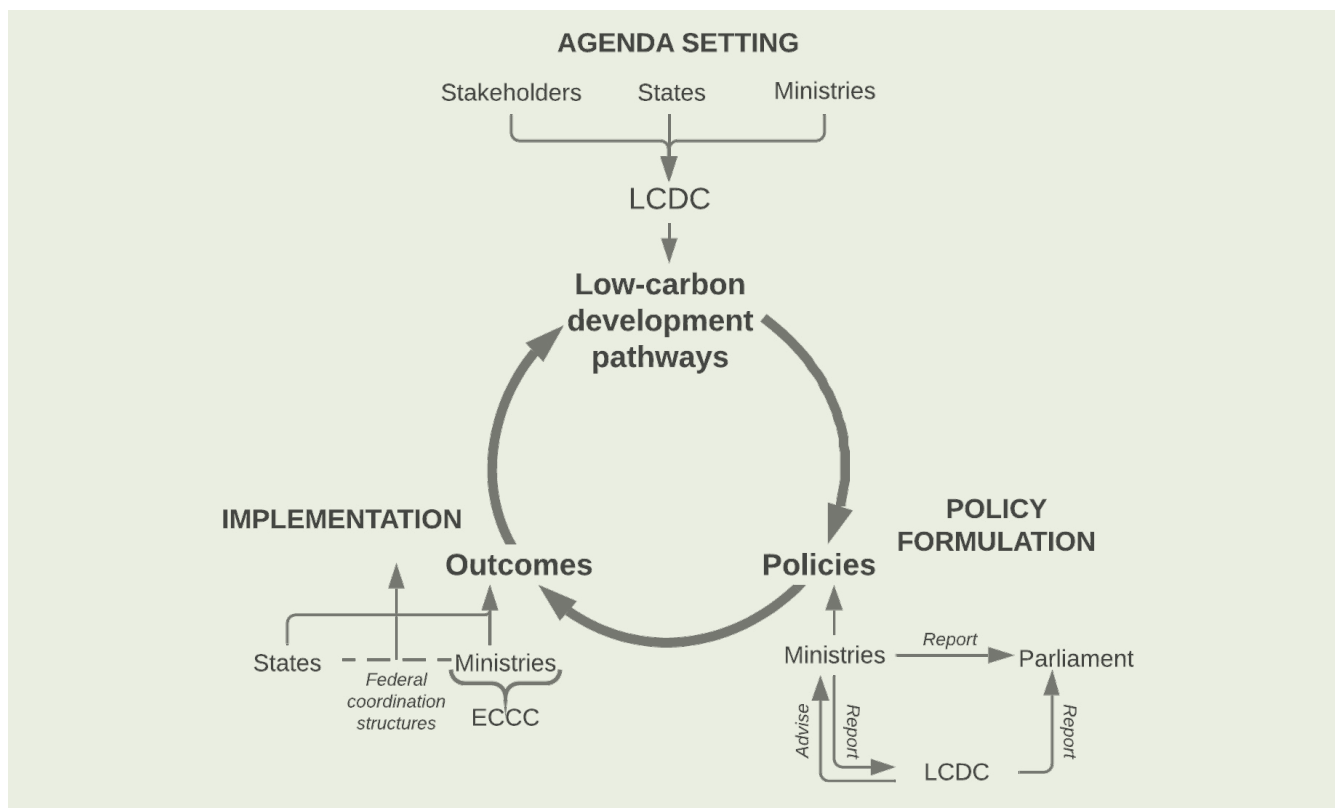 AGENDA SETTING
Stakeholders States Ministries
LCDC
Low-carbon
development
pathways
IMPLEMENTATION
POLICY
FORMULATION
Outcomes
Policies
States
Ministries
Federal
coordination
structures
ECCC
Ministries
Report
Parliament
Advise
Report
Report
LCDC